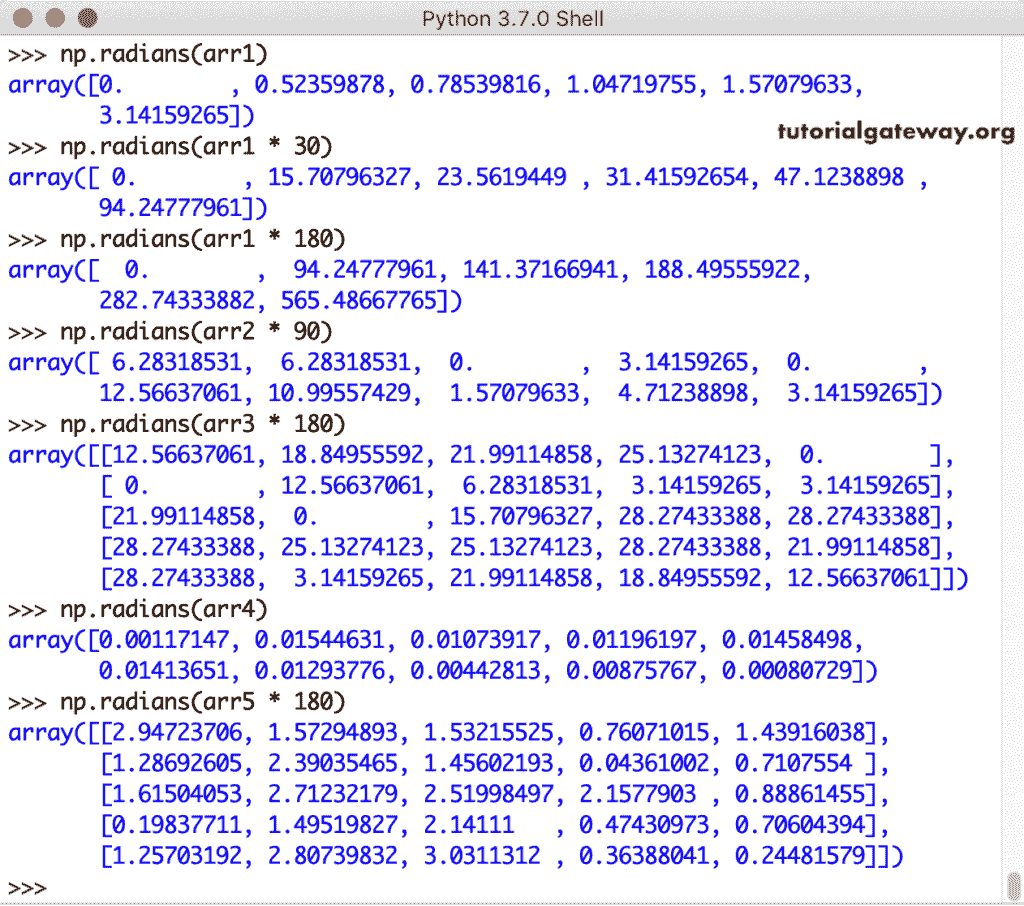 Python 3.7.0 Shell
>>> np.radians(arr1)
array([0.        , 0.52359878, 0.78539816, 1.04719755, 1.57079633,
       3.14159265])
tutorialgateway.org
>>> np.radians(arr1 * 30)
array([ 0.        , 15.70796327, 23.5619449 , 31.41592654, 47.1238898 ,
       94.24777961])
>>> np.radians(arr1 * 180)
array([  0.        ,  94.24777961, 141.37166941, 188.49555922,
       282.74333882, 565.48667765])
>>> np.radians(arr2 * 90)
array([ 6.28318531,  6.28318531,  0.        ,  3.14159265,  0.        ,
       12.56637061, 10.99557429,  1.57079633,  4.71238898,  3.14159265])
>>> np.radians(arr3 * 180)
array([[12.56637061, 18.84955592, 21.99114858, 25.13274123,  0.        ],
       [ 0.        , 12.56637061,  6.28318531,  3.14159265,  3.14159265],
       [21.99114858,  0.        , 15.70796327, 28.27433388, 28.27433388],
       [28.27433388, 25.13274123, 25.13274123, 28.27433388, 21.99114858],
       [28.27433388,  3.14159265, 21.99114858, 18.84955592, 12.56637061]])
>>> np.radians(arr4)
array([0.00117147, 0.01544631, 0.01073917, 0.01196197, 0.01458498,
       0.01413651, 0.01293776, 0.00442813, 0.00875767, 0.00080729])
>>> np.radians(arr5 * 180)
array([[2.94723706, 1.57294893, 1.53215525, 0.76071015, 1.43916038],
       [1.28692605, 2.39035465, 1.45602193, 0.04361002, 0.7107554 ],
       [1.61504053, 2.71232179, 2.51998497, 2.1577903 , 0.88861455],
       [0.19837711, 1.49519827, 2.14111   , 0.47430973, 0.70604394],
       [1.25703192, 2.80739832, 3.0311312 , 0.36388041, 0.24481579]])
>>>